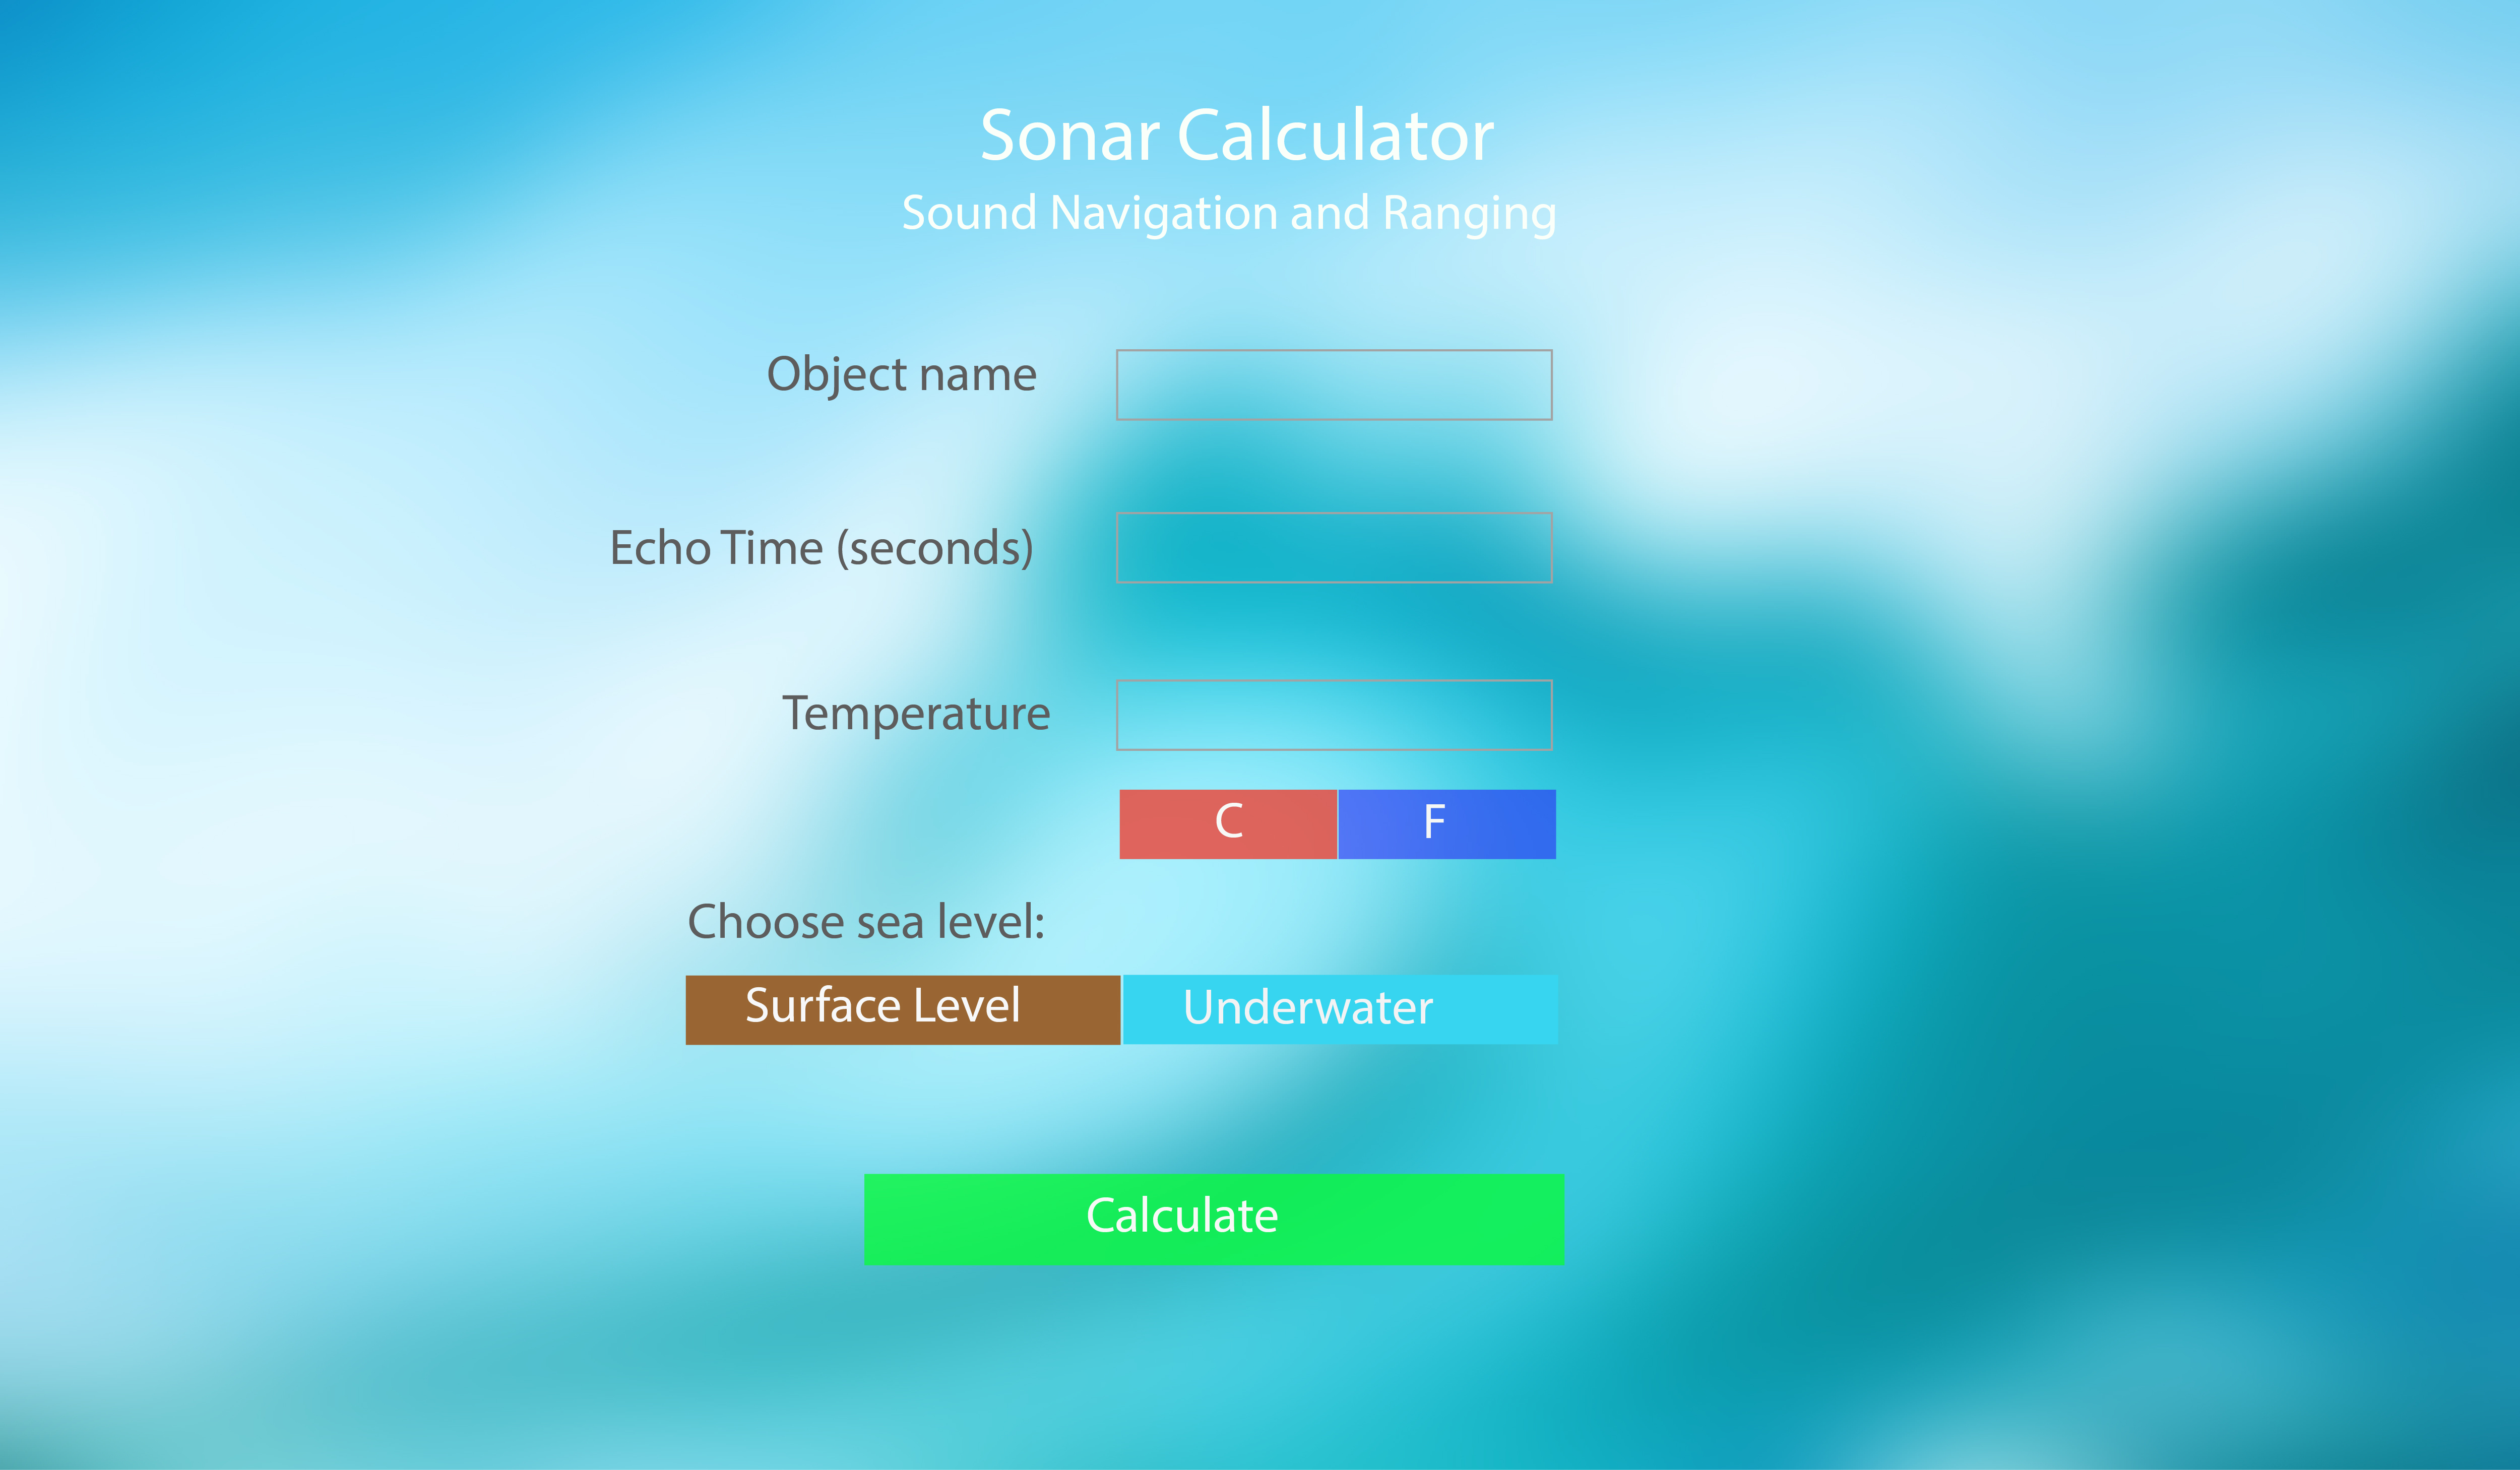 Sonar Calculator
Sound Navigation and Ranging
Object name
Echo Time (seconds)
Temperature
C F
Choose sea level:
Surface Level Underwater
Calculate